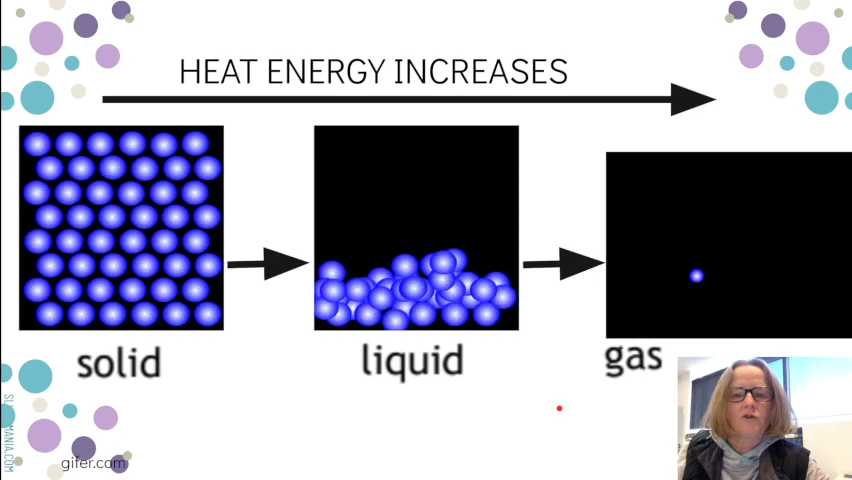 HEAT ENERGY INCREASES
solid
liquid
gas
gifer.com